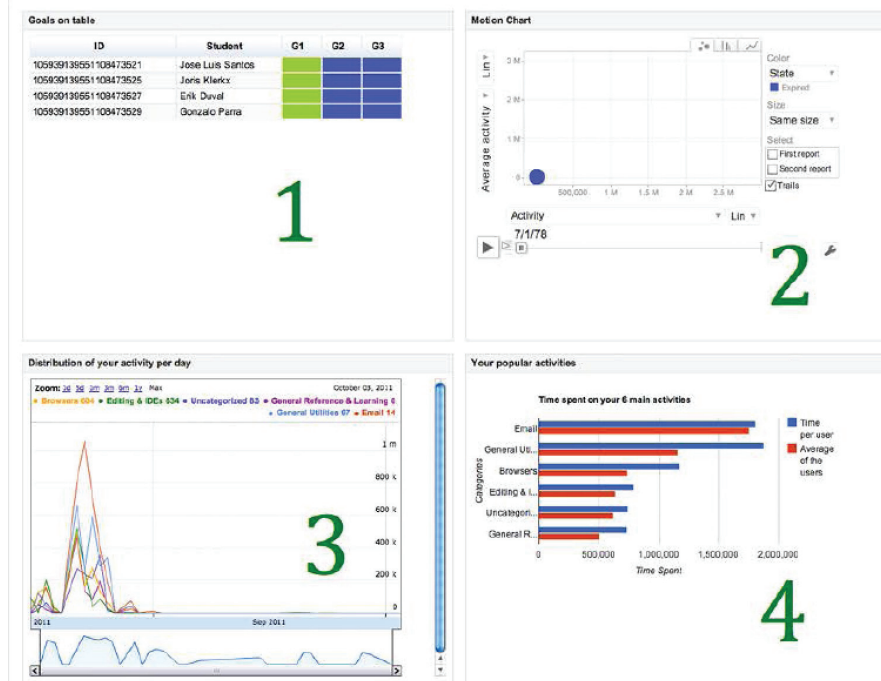 Goals on table
ID Student G1 G2 G3
105939139551108473521 Jose Luis Santos
105939139551108473525 Joris Klerkx
105939139551108473527 Erik Duval
105939139551108473529 Gonzalo Parra
1
Motion Chart
Lin
Average activity
3 M
2 M
1 M
0
500,000 1 M 1.5 M 2 M 2.5 M
Color
State
Expired
Size
Same size
Select
First report
Second report
Trails
Activity Lin
7/1/78
2
Distribution of your activity per day
Zoom: 1d 5d 1m 3m 6m 1y Max October 03, 2011
Browsers 604 Editing & IDEs 834 Uncategorized 83 General Reference & Learning 6
General Utilities 67 Email 14
1 m
800 k
600 k
400 k
200 k
0
3
2011 Sep 2011
Your popular activities
Time spent on your 6 main activities
Categories
Email
General Uti...
Browsers
Editing & I...
Uncategori...
General R...
0 500,000 1,000,000 1,500,000 2,000,000
Time Spent
Time
per user
Average
of the
users
4